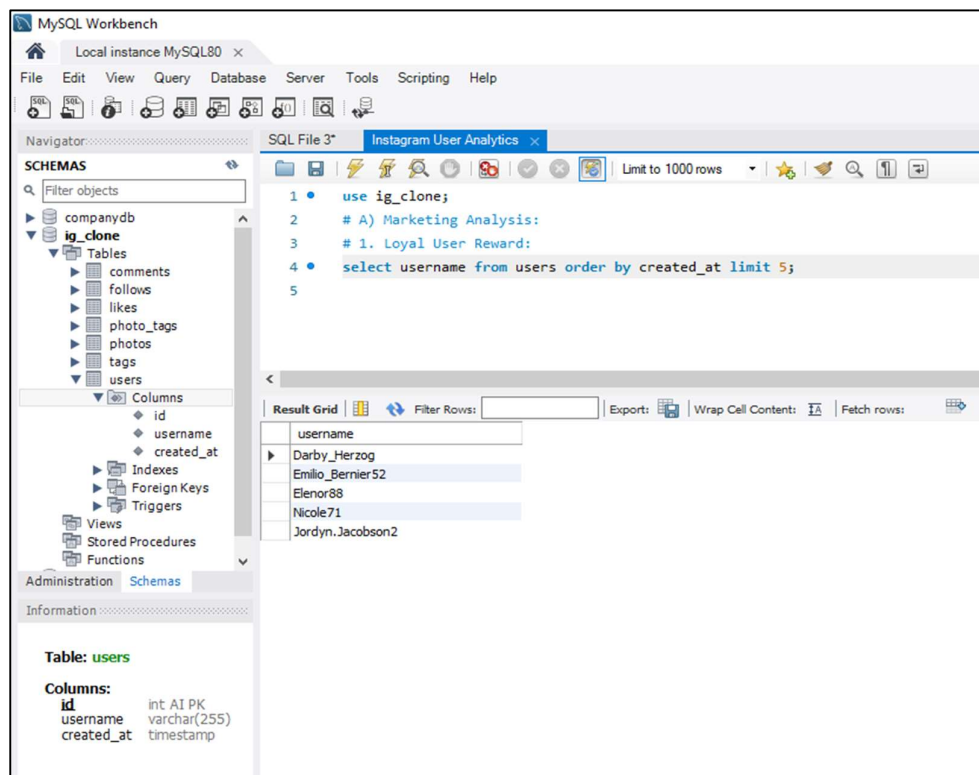 MySQL Workbench
Local instance MySQL80 ×
File Edit View Query Database Server Tools Scripting Help
Navigator
SCHEMAS
Filter objects
companydb
ig_clone
Tables
comments
follows
likes
photo_tags
photos
tags
users
Columns
id
username
created_at
Indexes
Foreign Keys
Triggers
Views
Stored Procedures
Functions
Administration Schemas
Information
Table: users
Columns:
id int AI PK
username varchar(255)
created_at timestamp
SQL File 3* Instagram User Analytics ×
Limit to 1000 rows
1 use ig_clone;
2 # A) Marketing Analysis:
3 # 1. Loyal User Reward:
4 select username from users order by created_at limit 5;
5
Result Grid Filter Rows: Export: Wrap Cell Content: IA Fetch rows:
username
Darby_Herzog
Emilio_Bernier52
Elenor88
Nicole71
Jordyn.Jacobson2